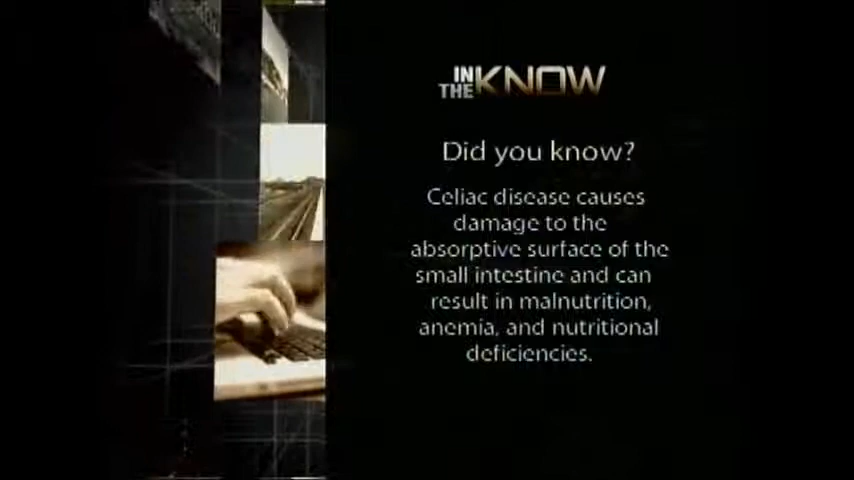 IN THE KNOW
Did you know?
Celiac disease causes
damage to the
absorptive surface of the
small intestine and can
result in malnutrition,
anemia, and nutritional
deficiencies.